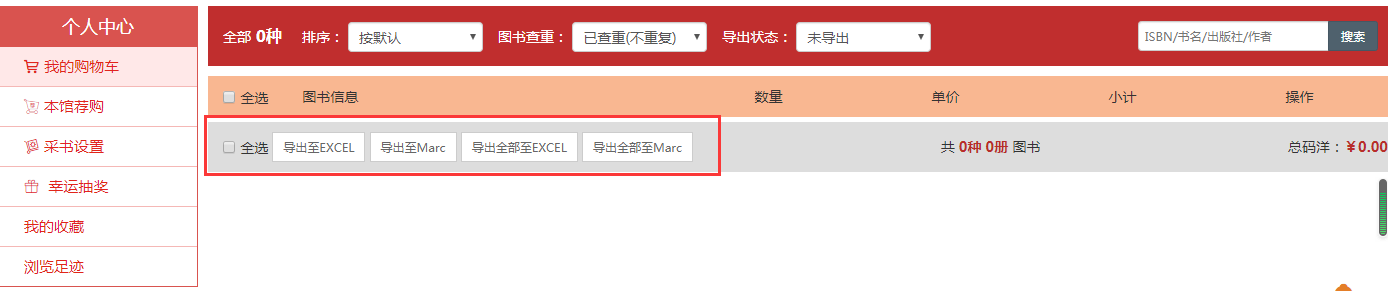 个人中心
我的购物车
本馆荐购
采书设置
幸运抽奖
我的收藏
浏览足迹
全部 0种 排序： 按默认 图书查重： 已查重(不重复) 导出状态： 未导出 ISBN/书名/出版社/作者 搜索
全选 图书信息 数量 单价 小计 操作
全选 导出至EXCEL 导出至Marc 导出全部至EXCEL 导出全部至Marc 共 0种 0册 图书 总码洋：￥0.00